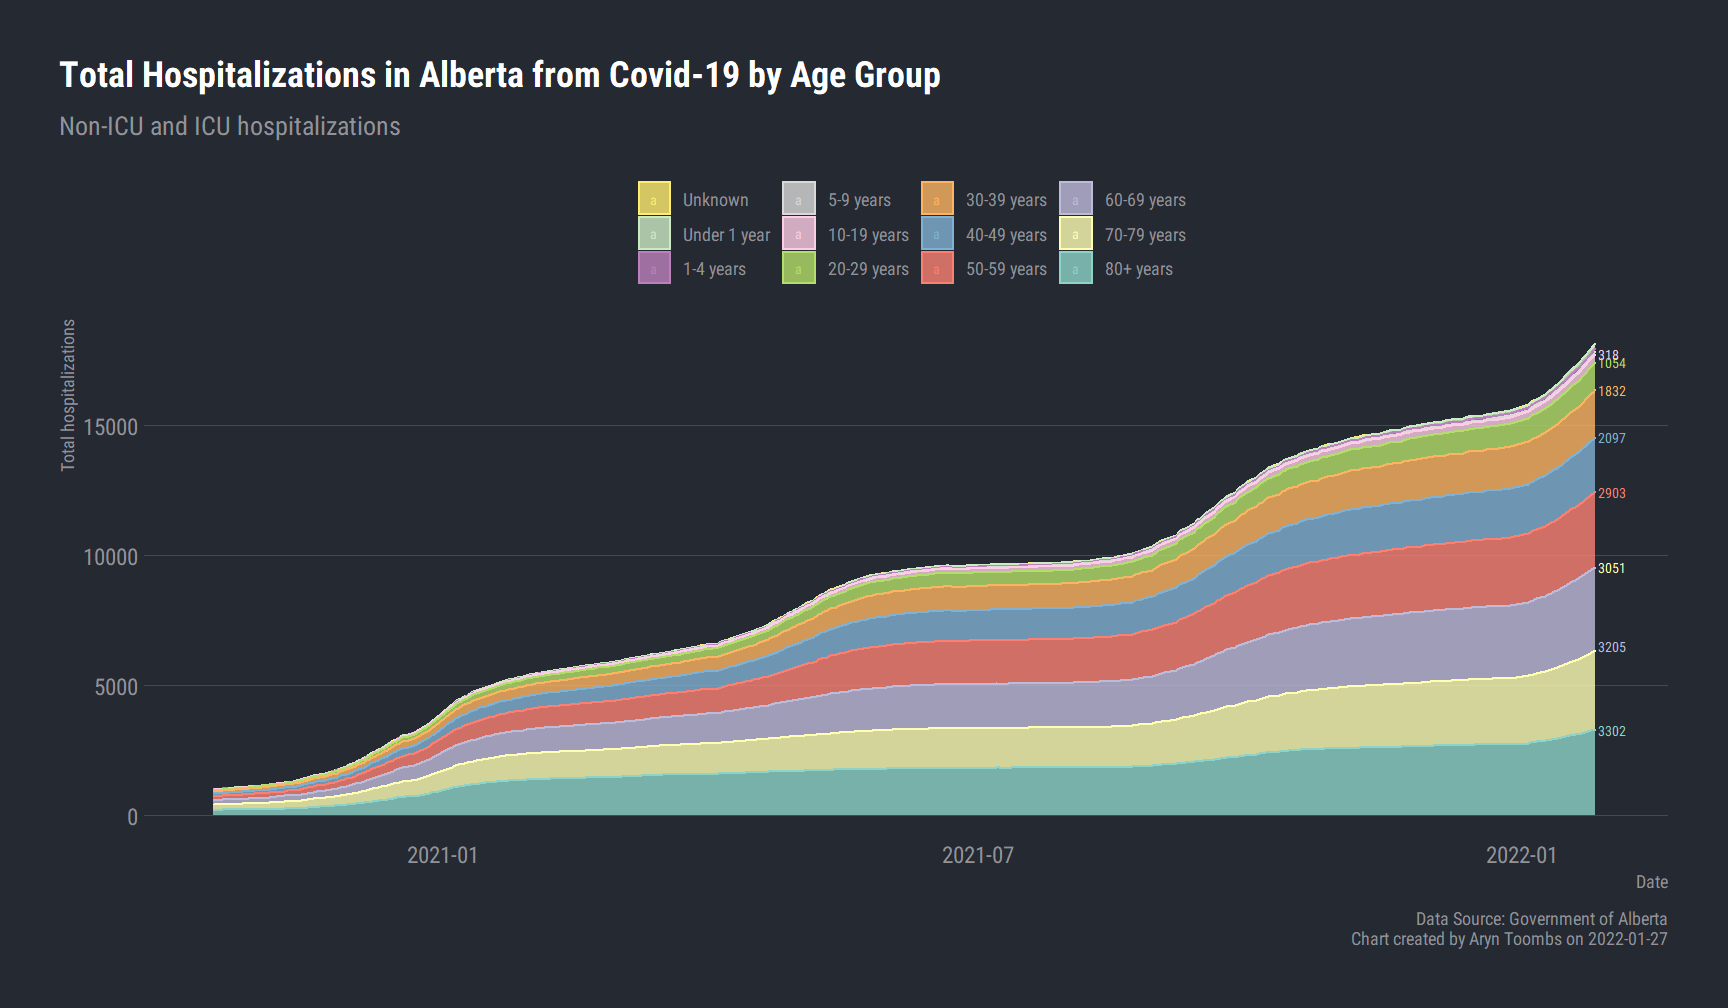 Total Hospitalizations in Alberta from Covid-19 by Age Group
Non-ICU and ICU hospitalizations
a Unknown a 5-9 years a 30-39 years a 60-69 years
a Under 1 year a 10-19 years a 40-49 years a 70-79 years
a 1-4 years a 20-29 years a 50-59 years a 80+ years
Total hospitalizations
15000
10000
5000
0
318
1054
1832
2097
2903
3051
3205
3302
2021-01 2021-07 2022-01
Date
Data Source: Government of Alberta
Chart created by Aryn Toombs on 2022-01-27